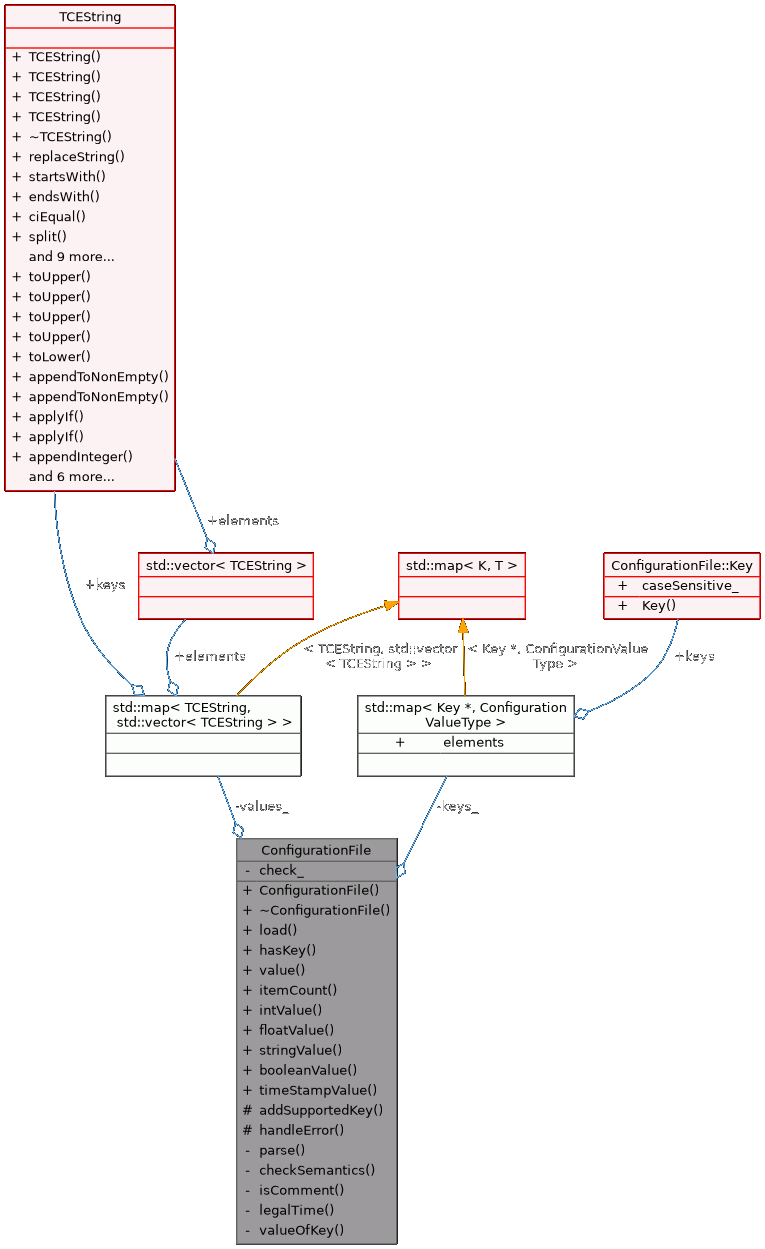 TCEString
+ TCEString()
+ TCEString()
+ TCEString()
+ TCEString()
+ ~TCEString()
+ replaceString()
+ startsWith()
+ endsWith()
+ ciEqual()
+ split()
and 9 more...
+ toUpper()
+ toUpper()
+ toUpper()
+ toUpper()
+ toLower()
+ appendToNonEmpty()
+ appendToNonEmpty()
+ applyIf()
+ applyIf()
+ appendInteger()
and 6 more...
+elements
+keys
std::vector< TCEString >
std::map< K, T >
ConfigurationFile::Key
+ caseSensitive_
+ Key()
+elements
< TCEString, std::vector
< TCEString > >
< Key *, ConfigurationValue
Type >
+keys
std::map< TCEString,
std::vector< TCEString > >
std::map< Key *, Configuration
ValueType >
+ elements
-values_
-keys_
ConfigurationFile
- check_
+ ConfigurationFile()
+ ~ConfigurationFile()
+ load()
+ hasKey()
+ value()
+ itemCount()
+ intValue()
+ floatValue()
+ stringValue()
+ booleanValue()
+ timeStampValue()
# addSupportedKey()
# handleError()
- parse()
- checkSemantics()
- isComment()
- legalTime()
- valueOfKey()